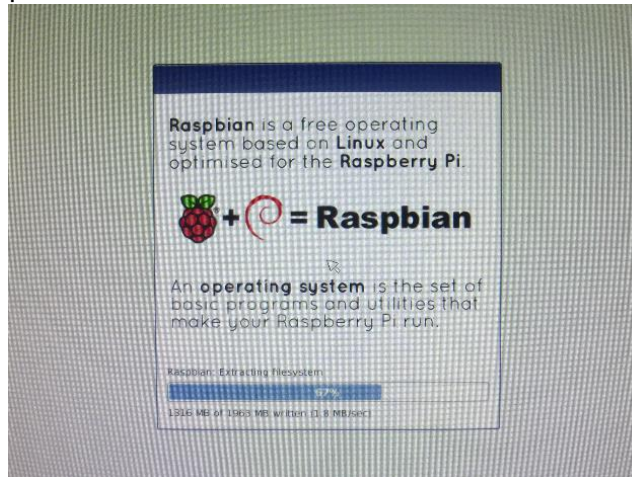 Raspbian is a free operating
system based on Linux and
optimised for the Raspberry Pi.
+ = Raspbian
An operating system is the set of
basic programs and utilities that
make your Raspberry Pi run.
Raspbian: Extracting filesystem
67%
1316 MB of 1963 MB written (1.8 MB/sec)